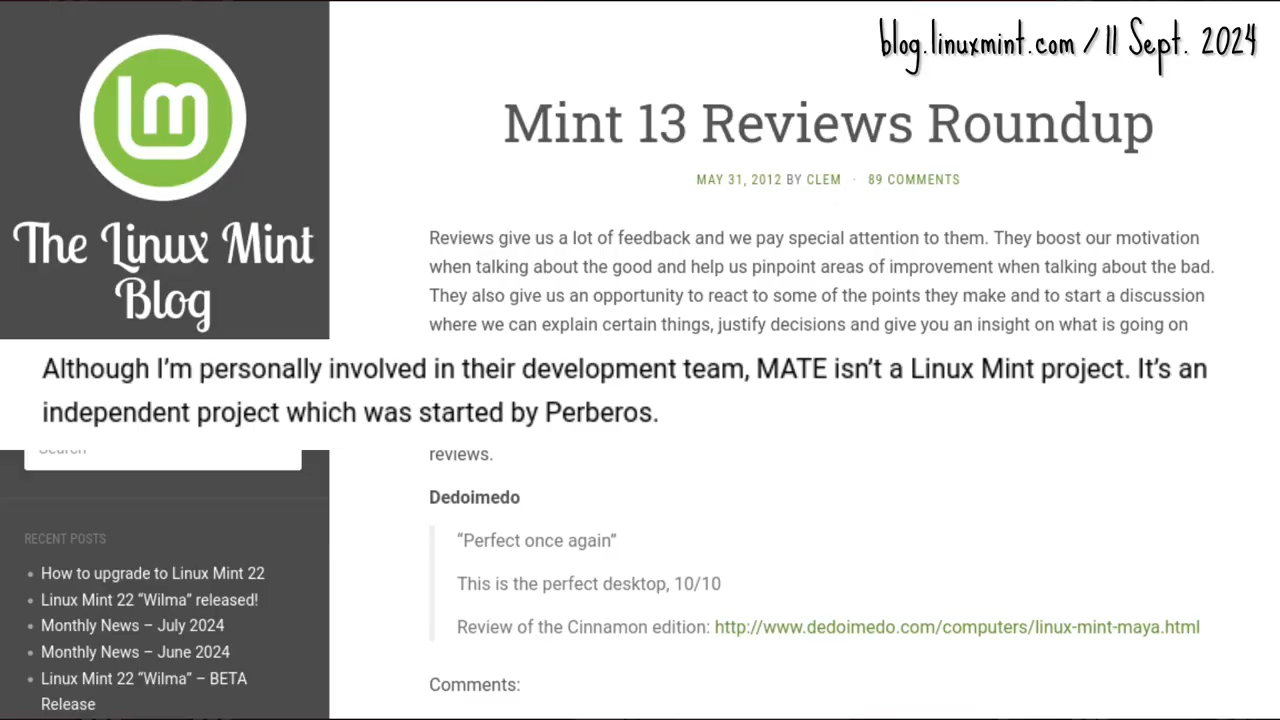 blog.linuxmint.com / 11 Sept. 2024
lm
The Linux Mint
Blog
Mint 13 Reviews Roundup
MAY 31, 2012 BY CLEM · 89 COMMENTS
Reviews give us a lot of feedback and we pay special attention to them. They boost our motivation
when talking about the good and help us pinpoint areas of improvement when talking about the bad.
They also give us an opportunity to react to some of the points they make and to start a discussion
where we can explain certain things, justify decisions and give you an insight on what is going on
Although I’m personally involved in their development team, MATE isn’t a Linux Mint project. It’s an
independent project which was started by Perberos.
Search
RECENT POSTS
• How to upgrade to Linux Mint 22
• Linux Mint 22 “Wilma” released!
• Monthly News – July 2024
• Monthly News – June 2024
• Linux Mint 22 “Wilma” – BETA
Release
reviews.
Dedoimedo
“Perfect once again”
This is the perfect desktop, 10/10
Review of the Cinnamon edition: http://www.dedoimedo.com/computers/linux-mint-maya.html
Comments: